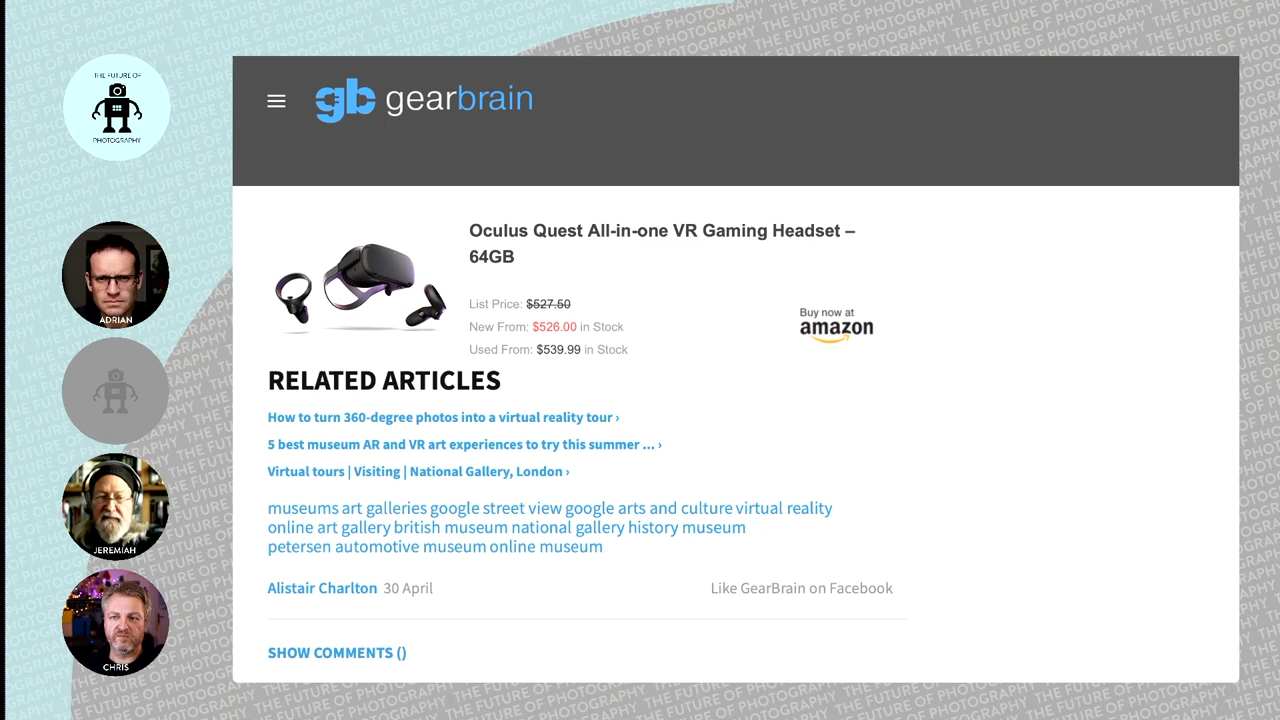 THE FUTURE OF
PHOTOGRAPHY
ADRIAN
JEREMIAH
CHRIS
gb gearbrain
Oculus Quest All-in-one VR Gaming Headset –
64GB
List Price: $527.50
New From: $526.00 in Stock
Used From: $539.99 in Stock
Buy now at
amazon
RELATED ARTICLES
How to turn 360-degree photos into a virtual reality tour ›
5 best museum AR and VR art experiences to try this summer ... ›
Virtual tours | Visiting | National Gallery, London ›
museums art galleries google street view google arts and culture virtual reality
online art gallery british museum national gallery history museum
petersen automotive museum online museum
Alistair Charlton 30 April
Like GearBrain on Facebook
SHOW COMMENTS ()